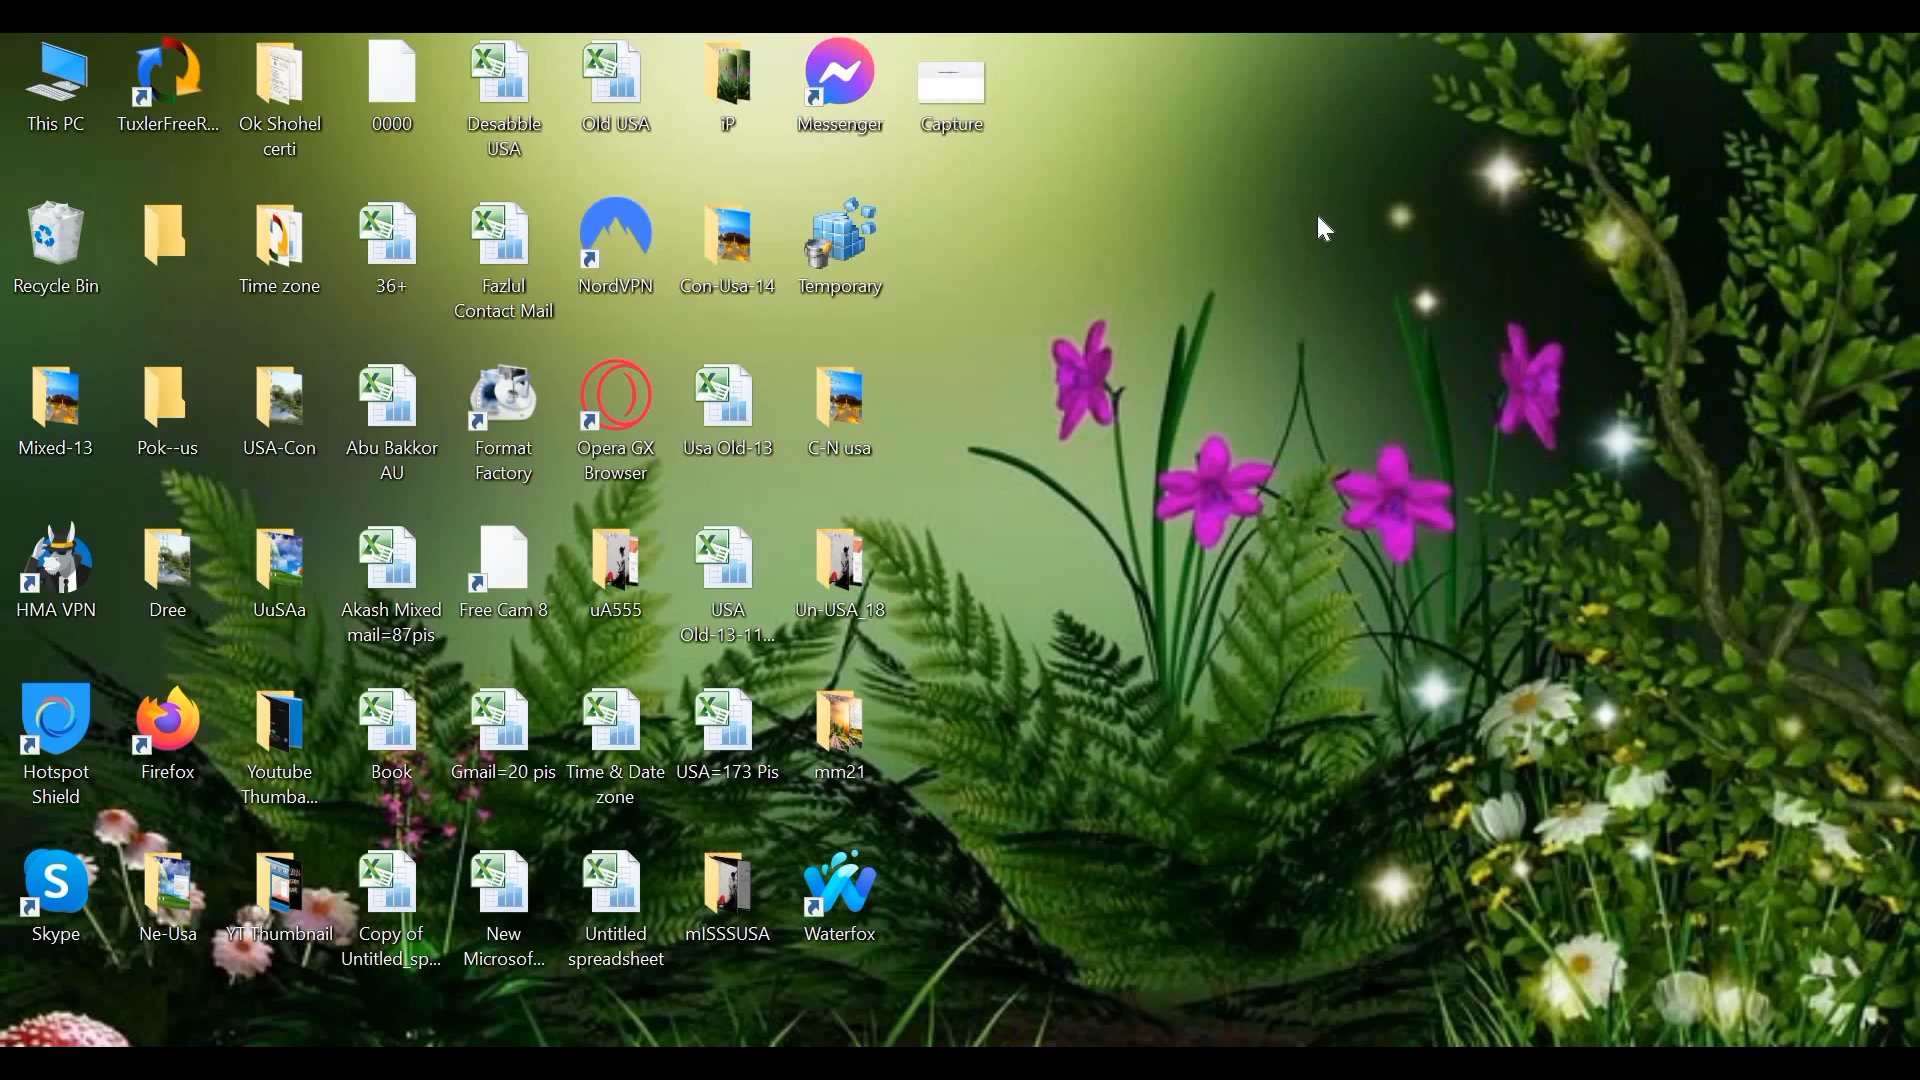 This PC
TuxlerFreeR...
Ok Shohel
certi
0000
Desabble
USA
Old USA
iP
Messenger
Capture
Recycle Bin
Time zone
36+
Fazlul
Contact Mail
NordVPN
Con-Usa-14
Temporary
Mixed-13
Pok--us
USA-Con
Abu Bakkor
AU
Format
Factory
Opera GX
Browser
Usa Old-13
C-N usa
HMA VPN
Dree
UuSAa
Akash Mixed
mail=87pis
Free Cam 8
uA555
USA
Old-13-11...
Un-USA_18
Hotspot
Shield
Firefox
Youtube
Thumba...
Book
Gmail=20 pis
Time & Date
zone
USA=173 Pis
mm21
Skype
Ne-Usa
YT Thumbnail
Copy of
Untitled_sp...
New
Microsof...
Untitled
spreadsheet
mISSSUSA
Waterfox